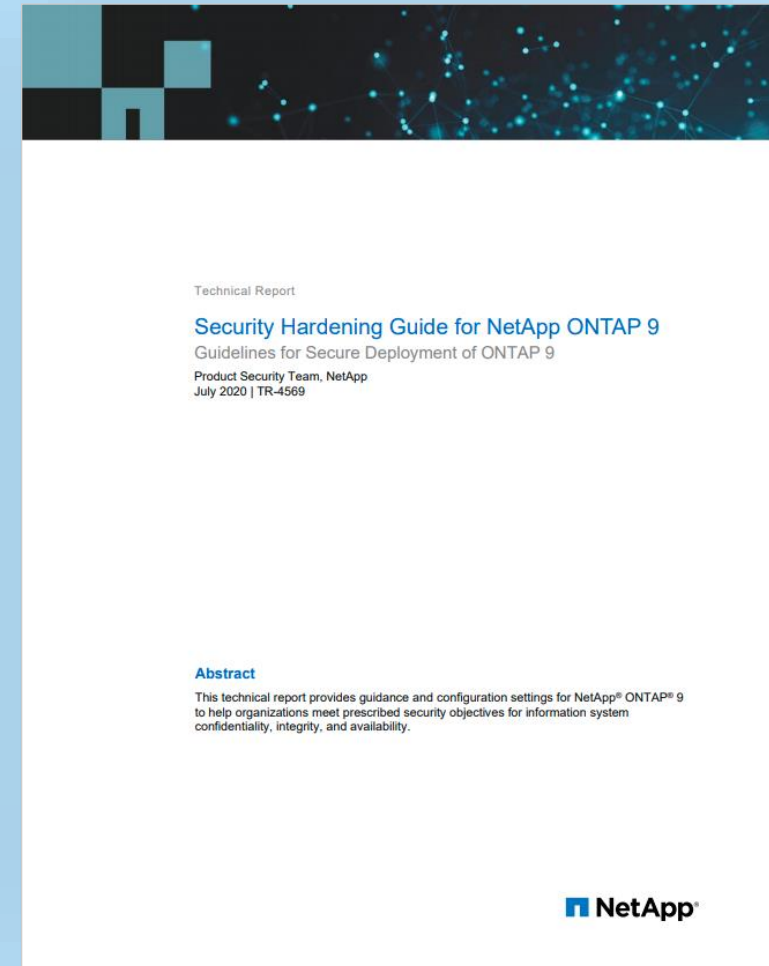 Technical Report
Security Hardening Guide for NetApp ONTAP 9
Guidelines for Secure Deployment of ONTAP 9
Product Security Team, NetApp
July 2020 | TR-4569
Abstract
This technical report provides guidance and configuration settings for NetApp® ONTAP® 9
to help organizations meet prescribed security objectives for information system
confidentiality, integrity, and availability.
NetApp®